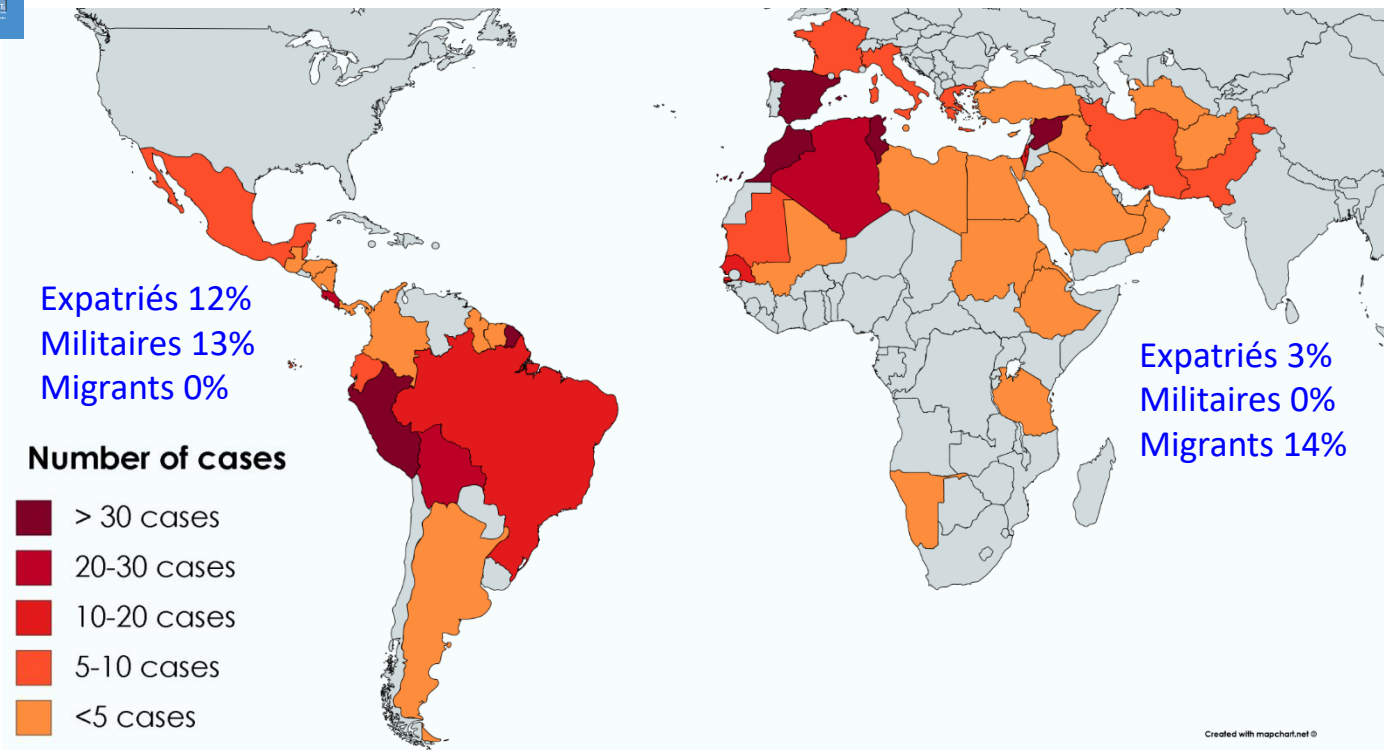 Expatriés 12%
Militaires 13%
Migrants 0%
Expatriés 3%
Militaires 0%
Migrants 14%
Number of cases
> 30 cases
20-30 cases
10-20 cases
5-10 cases
<5 cases
Created with mapchart.net ©